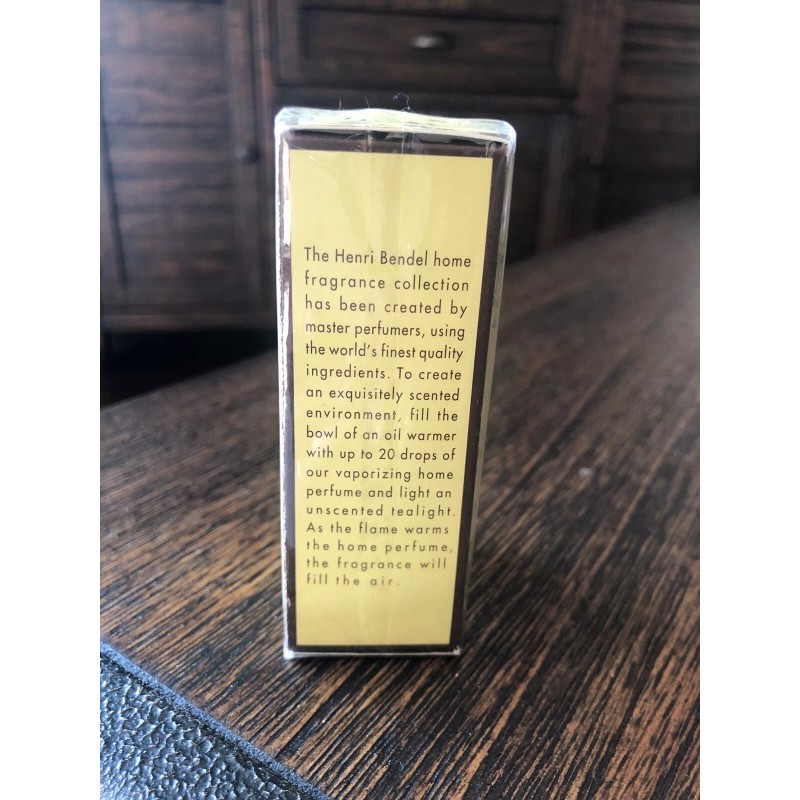 The Henri Bendel home
fragrance collection
has been created by
master perfumers, using
the world's finest quality
ingredients. To create
an exquisitely scented
environment, fill the
bowl of an oil warmer
with up to 20 drops of
our vaporizing home
perfume and light an
unscented tealight.
As the flame warms
the home perfume,
the fragrance will
fill the air.